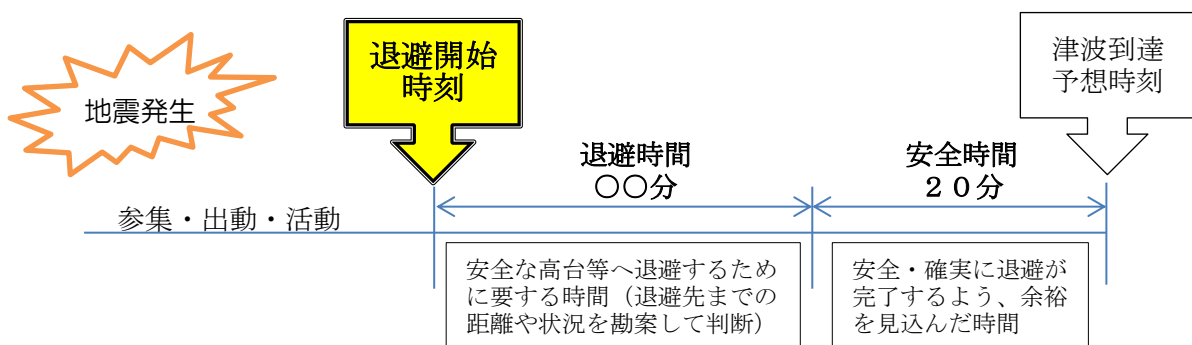 地震発生
退避開始
時刻
津波到達
予想時刻
退避時間
○○分
安全時間
２０分
参集・出動・活動
安全な高台等へ退避するため
に要する時間（退避先までの
距離や状況を勘案して判断）
安全・確実に退避が
完了するよう、余裕
を見込んだ時間